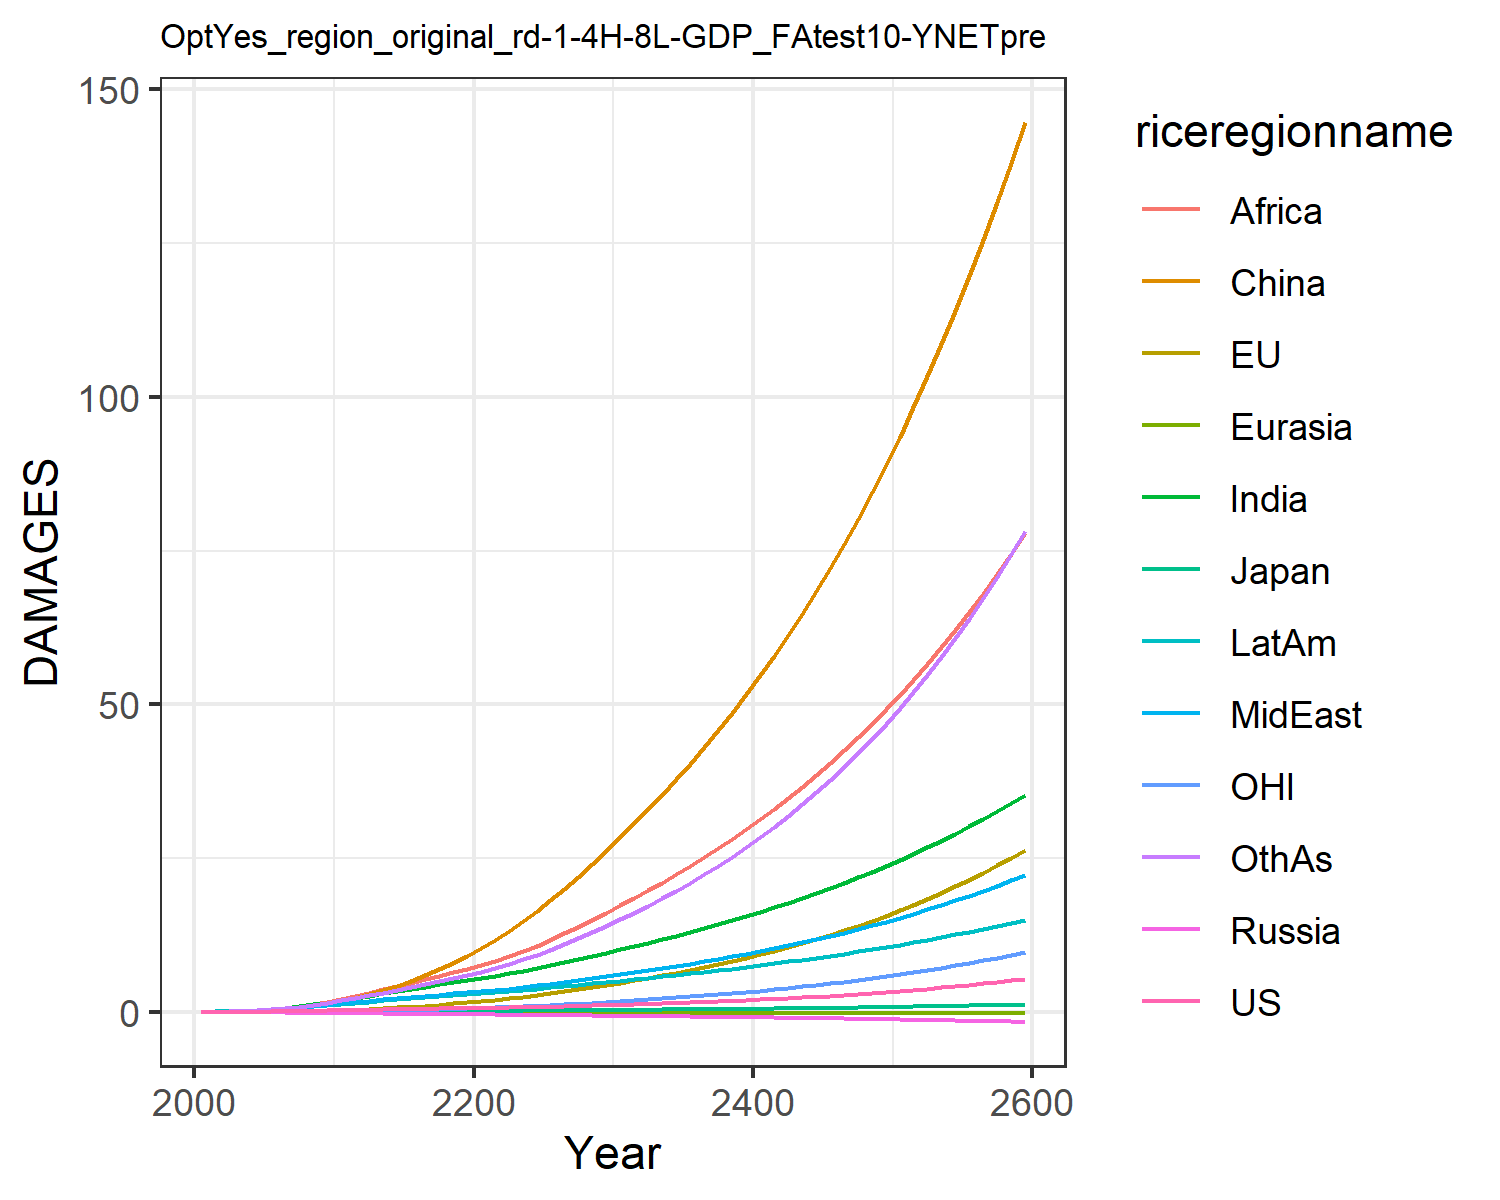 OptYes_region_original_rd-1-4H-8L-GDP_FAtest10-YNETpre
150
100
50
0
DAMAGES
2000
2200
2400
2600
Year
riceregionname
Africa
China
EU
Eurasia
India
Japan
LatAm
MidEast
OHI
OthAs
Russia
US